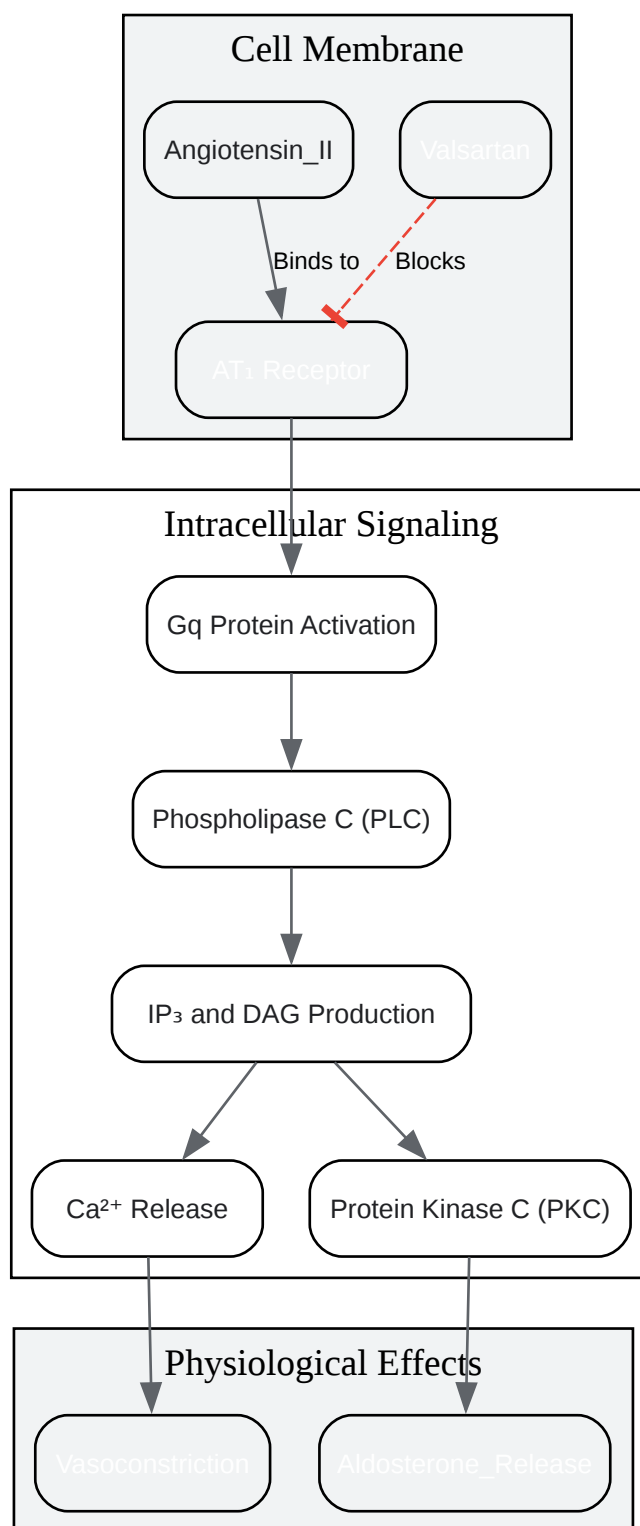 Cell Membrane
Angiotensin_II
Valsartan
Binds to
Blocks
AT₁ Receptor
Intracellular Signaling
Gq Protein Activation
Phospholipase C (PLC)
IP₃ and DAG Production
Ca²⁺ Release
Protein Kinase C (PKC)
Physiological Effects
Vasoconstriction
Aldosterone_Release